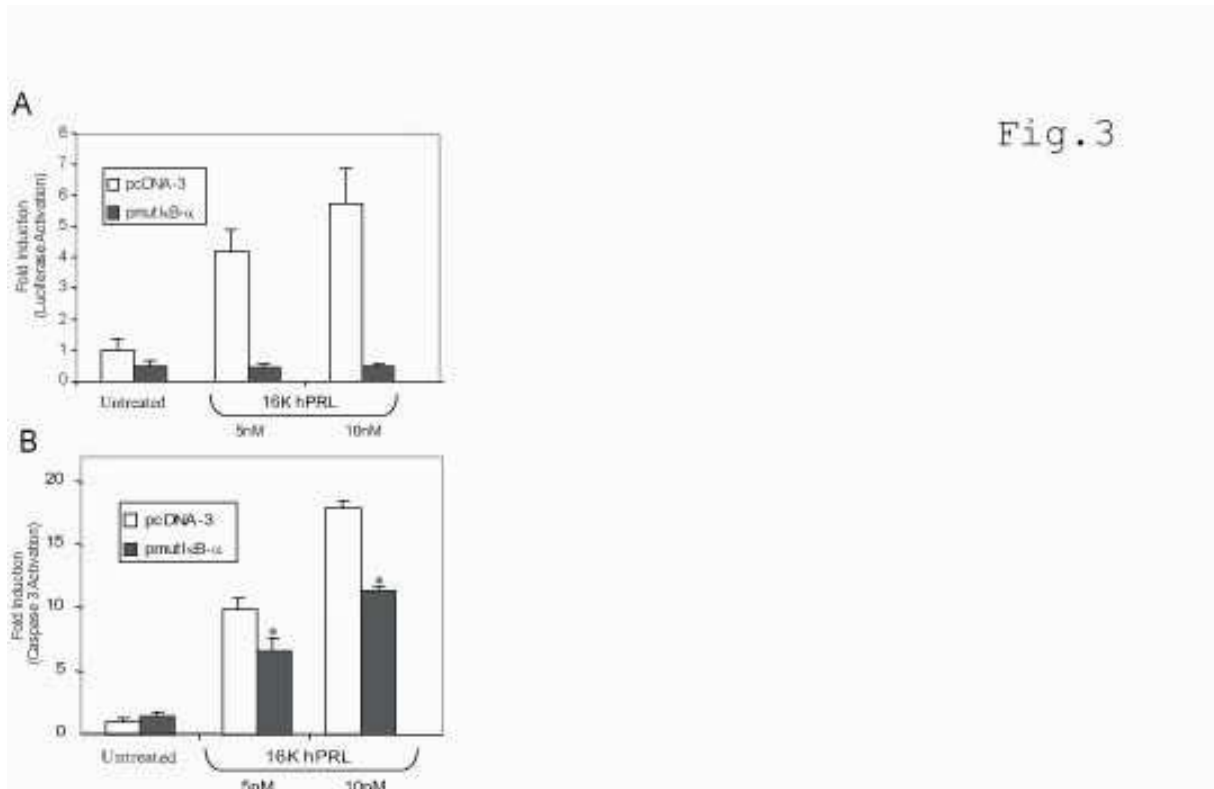 Fig.3
A
8
7
6
5
4
3
2
1
0
Fold Induction
(Luciferase Activation)
pcDNA-3
pmutIκB-α
Untreated
16K hPRL
5nM
10nM
B
20
15
10
5
0
Fold Induction
(Caspase 3 Activation)
pcDNA-3
pmutIκB-α
*
*
Untreated
16K hPRL
5nM
10nM